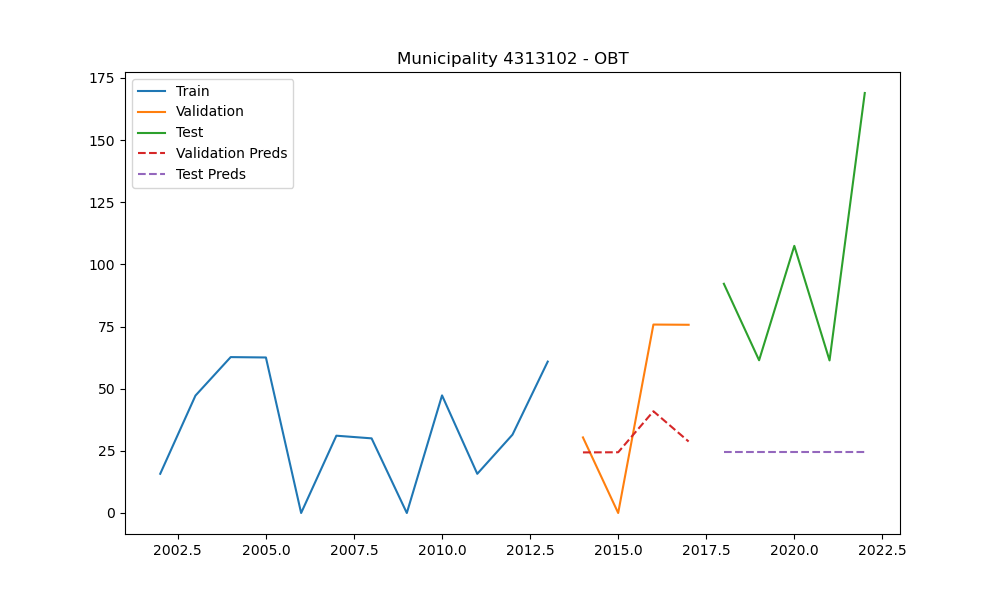 Municipality 4313102 - OBT
Train
Validation
Test
Validation Preds
Test Preds
175
150
125
100
75
50
25
0
2002.5 2005.0 2007.5 2010.0 2012.5 2015.0 2017.5 2020.0 2022.5